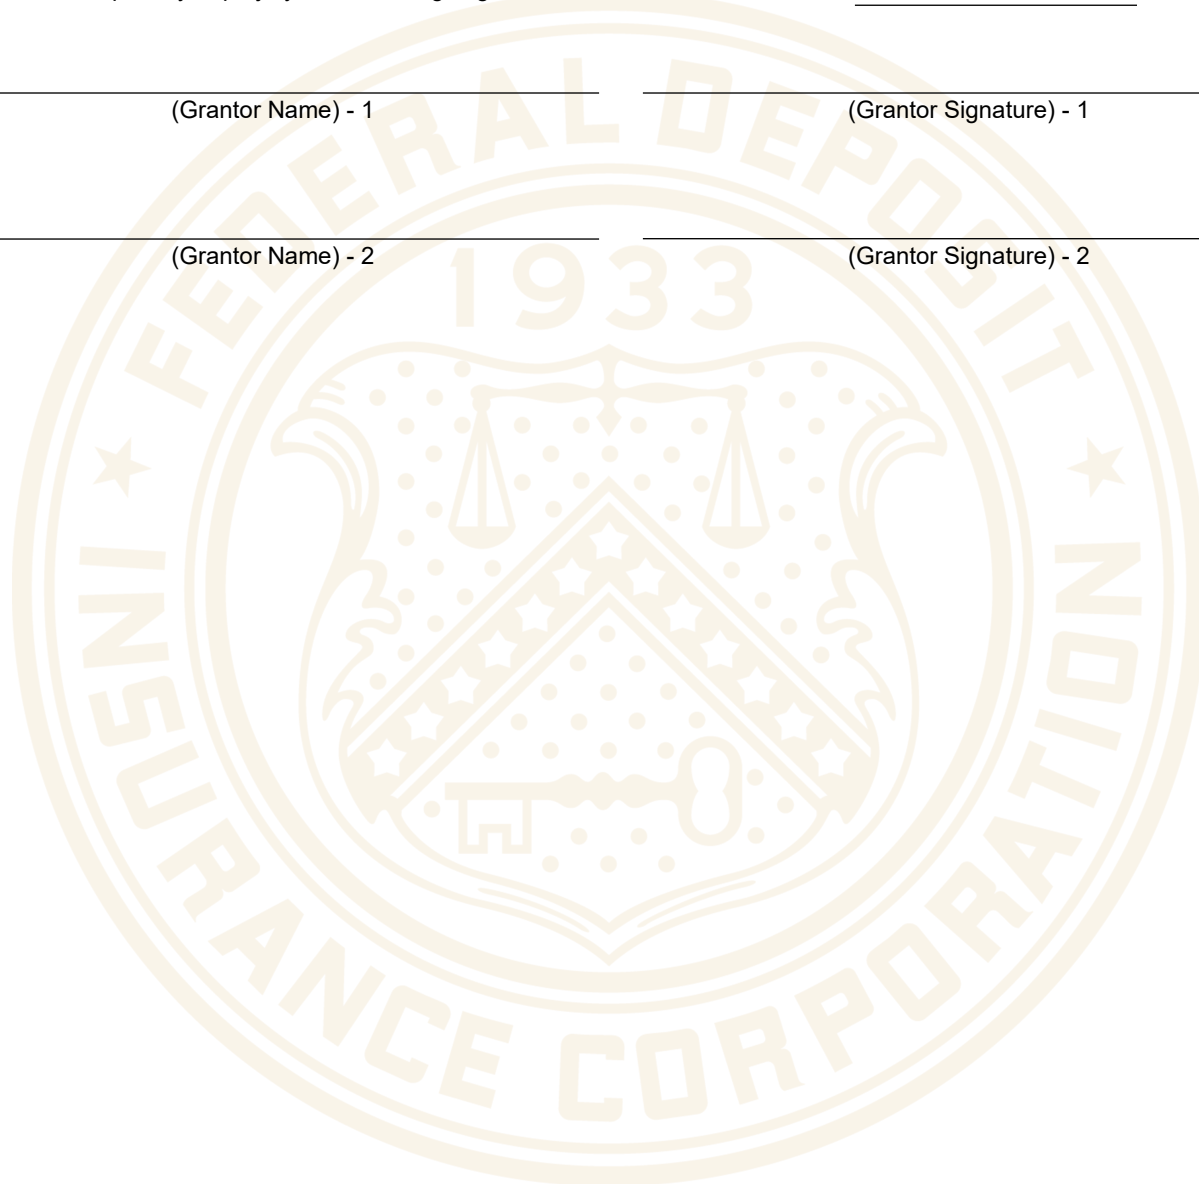 (Grantor Name) - 1
(Grantor Signature) - 1
(Grantor Name) - 2
(Grantor Signature) - 2
FEDERAL DEPOSIT
1933
INSURANCE CORPORATION